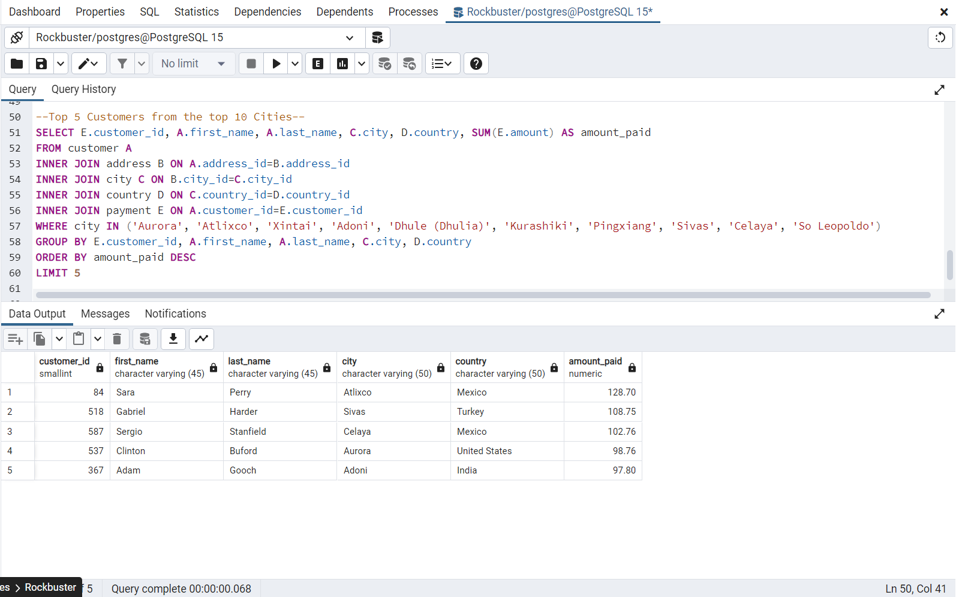 Dashboard Properties SQL Statistics Dependencies Dependents Processes Rockbuster/postgres@PostgreSQL 15*
Rockbuster/postgres@PostgreSQL 15
No limit
Query Query History
49
50 --Top 5 Customers from the top 10 Cities--
51 SELECT E.customer_id, A.first_name, A.last_name, C.city, D.country, SUM(E.amount) AS amount_paid
52 FROM customer A
53 INNER JOIN address B ON A.address_id=B.address_id
54 INNER JOIN city C ON B.city_id=C.city_id
55 INNER JOIN country D ON C.country_id=D.country_id
56 INNER JOIN payment E ON A.customer_id=E.customer_id
57 WHERE city IN ('Aurora', 'Atlixco', 'Xintai', 'Adoni', 'Dhule (Dhulia)', 'Kurashiki', 'Pingxiang', 'Sivas', 'Celaya', 'So Leopoldo')
58 GROUP BY E.customer_id, A.first_name, A.last_name, C.city, D.country
59 ORDER BY amount_paid DESC
60 LIMIT 5
61
Data Output Messages Notifications
customer_id first_name last_name city country amount_paid
smallint character varying (45) character varying (45) character varying (50) character varying (50) numeric
1 84 Sara Perry Atlixco Mexico 128.70
2 518 Gabriel Harder Sivas Turkey 108.75
3 587 Sergio Stanfield Celaya Mexico 102.76
4 537 Clinton Buford Aurora United States 98.76
5 367 Adam Gooch Adoni India 97.80
es > Rockbuster 5 Query complete 00:00:00.068 Ln 50, Col 41